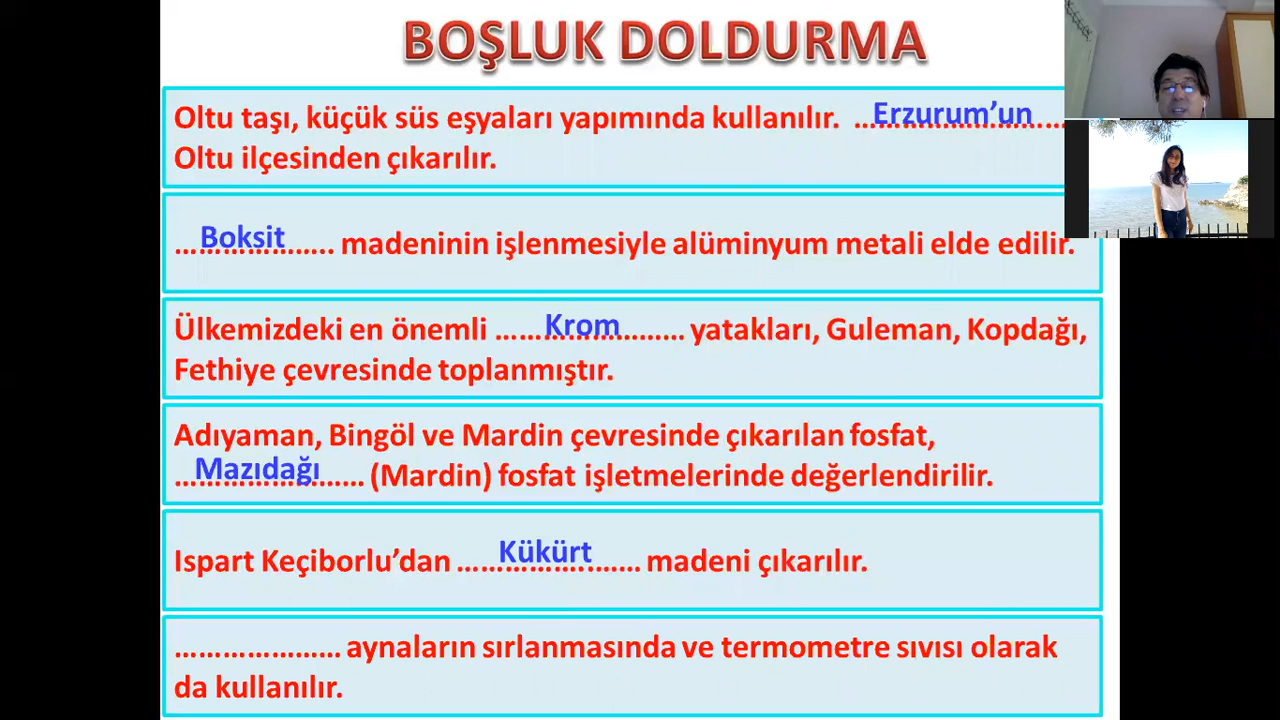 BOŞLUK DOLDURMA
Oltu taşı, küçük süs eşyaları yapımında kullanılır. …Erzurum’un…
Oltu ilçesinden çıkarılır.
…Boksit…….. madeninin işlenmesiyle alüminyum metali elde edilir.
Ülkemizdeki en önemli ……Krom……… yatakları, Guleman, Kopdağı,
Fethiye çevresinde toplanmıştır.
Adıyaman, Bingöl ve Mardin çevresinde çıkarılan fosfat,
…Mazıdağı…… (Mardin) fosfat işletmelerinde değerlendirilir.
Ispart Keçiborlu’dan ……Kükürt…… madeni çıkarılır.
………………… aynaların sırlanmasında ve termometre sıvısı olarak
da kullanılır.